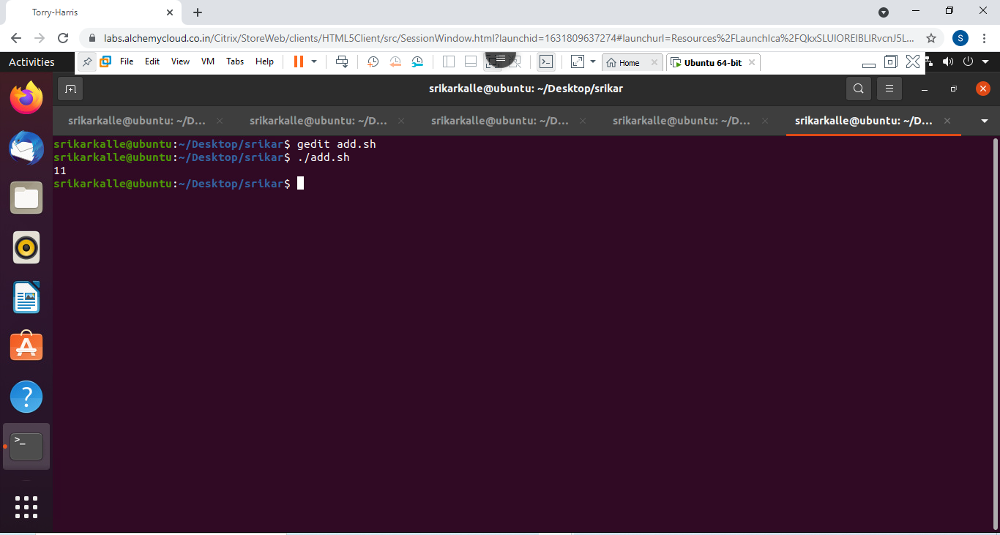 Torry-Harris
labs.alchemycloud.co.in/Citrix/StoreWeb/clients/HTML5Client/src/SessionWindow.html?launchid=1631809637274#launchurl=Resources%2FLaunchIca%2FQkxSLUlORElBLlRvcnJ5L...
S
Activities
File Edit View VM Tabs Help
Home
Ubuntu 64-bit
srikarkalle@ubuntu: ~/Desktop/srikar
srikarkalle@ubuntu: ~/D... srikarkalle@ubuntu: ~/D... srikarkalle@ubuntu: ~/D... srikarkalle@ubuntu: ~/D... srikarkalle@ubuntu: ~/D...
srikarkalle@ubuntu:~/Desktop/srikar$ gedit add.sh
srikarkalle@ubuntu:~/Desktop/srikar$ ./add.sh
11
srikarkalle@ubuntu:~/Desktop/srikar$